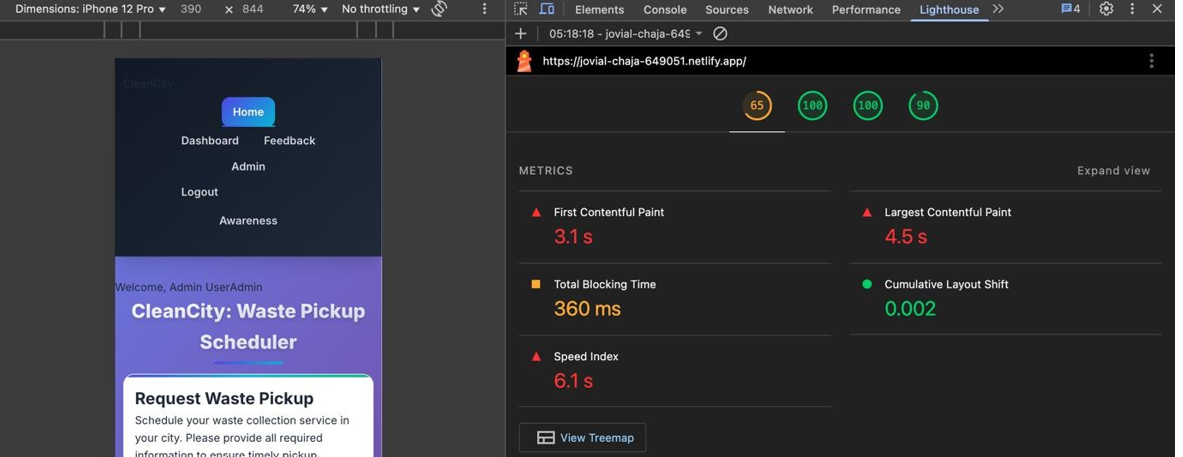 Dimensions: iPhone 12 Pro ▼ 390 × 844 74% ▼ No throttling ▼
Elements Console Sources Network Performance Lighthouse 4
05:18:18 - jovial-chaja-649
https://jovial-chaja-649051.netlify.app/
CleanCity
Home
Dashboard Feedback
Admin
Logout
Awareness
Welcome, Admin UserAdmin
CleanCity: Waste Pickup
Scheduler
Request Waste Pickup
Schedule your waste collection service in
your city. Please provide all required
information to ensure timely pickup.
65 100 100 90
METRICS Expand view
First Contentful Paint
3.1 s
Largest Contentful Paint
4.5 s
Total Blocking Time
360 ms
Cumulative Layout Shift
0.002
Speed Index
6.1 s
View Treemap